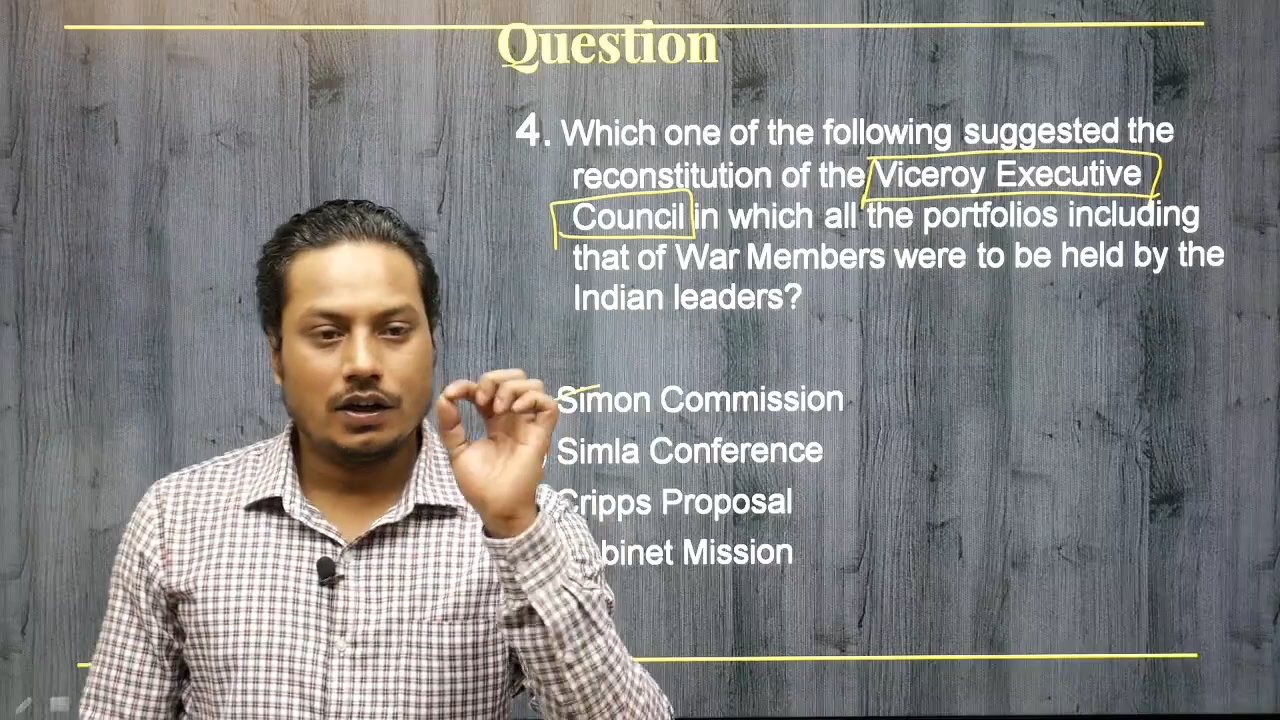 Question
4. Which one of the following suggested the
reconstitution of the Viceroy Executive
Council in which all the portfolios including
that of War Members were to be held by the
Indian leaders?
Simon Commission
Simla Conference
Cripps Proposal
binet Mission